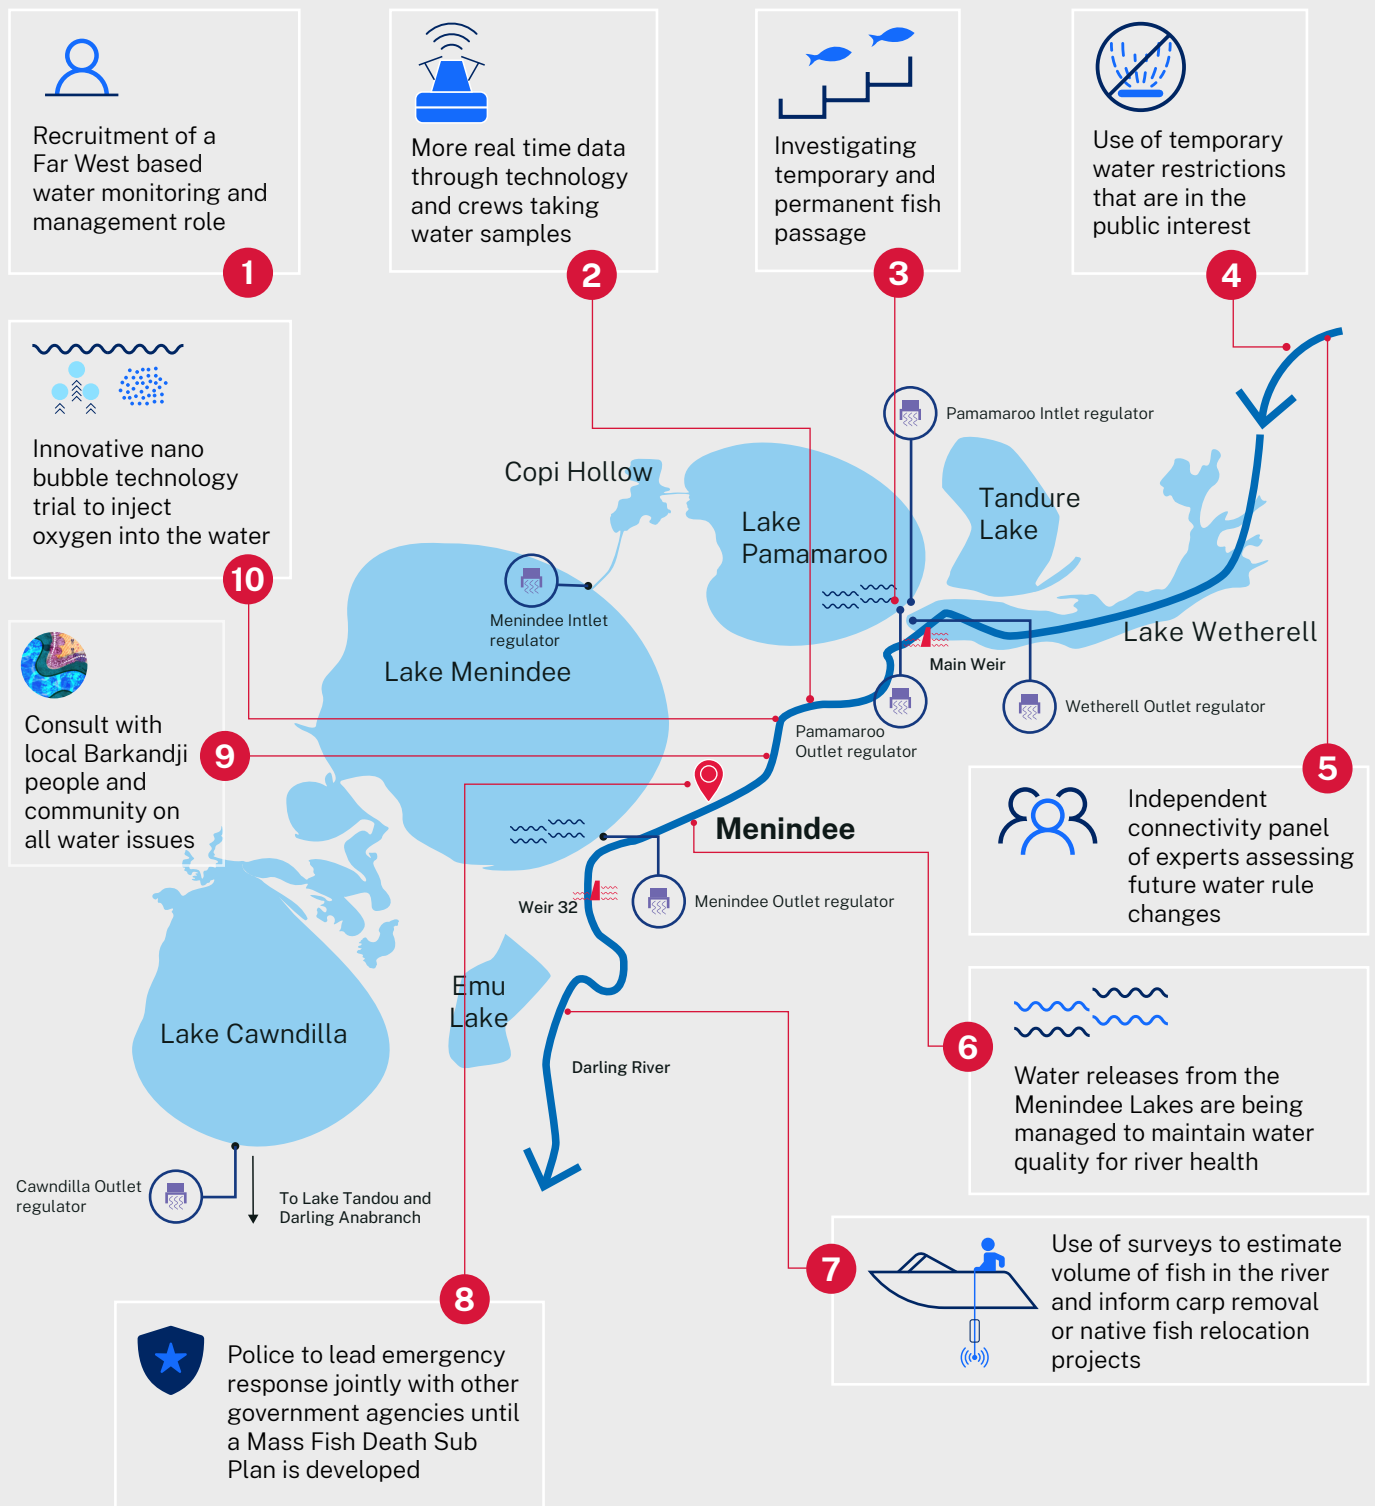 Recruitment of a
Far West based
water monitoring and
management role
1
More real time data
through technology
and crews taking
water samples
2
Investigating
temporary and
permanent fish
passage
3
Use of temporary
water restrictions
that are in the
public interest
4
Innovative nano
bubble technology
trial to inject
oxygen into the water
10
Pamamaroo Intlet regulator
Copi Hollow
Lake
Pamamaroo
Tandure
Lake
Menindee Intlet
regulator
Lake Menindee
Lake Wetherell
Main Weir
Wetherell Outlet regulator
Pamamaroo
Outlet regulator
Consult with
local Barkandji
people and
community on
all water issues
9
5
Independent
connectivity panel
of experts assessing
future water rule
changes
Menindee
Weir 32
Menindee Outlet regulator
Emu
Lake
Lake Cawndilla
Darling River
6
Water releases from the
Menindee Lakes are being
managed to maintain water
quality for river health
Cawndilla Outlet
regulator
To Lake Tandou and
Darling Anabranch
7
Use of surveys to estimate
volume of fish in the river
and inform carp removal
or native fish relocation
projects
8
Police to lead emergency
response jointly with other
government agencies until
a Mass Fish Death Sub
Plan is developed